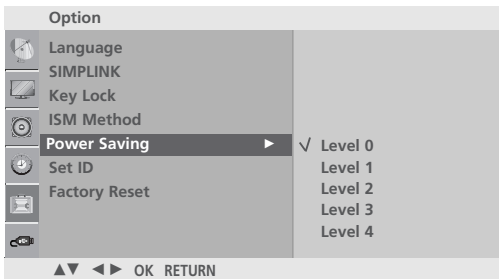 Option
Language
SIMPLINK
Key Lock
ISM Method
Power Saving ►
Set ID
Factory Reset
√ Level 0
Level 1
Level 2
Level 3
Level 4
▲▼ ◄ ► OK RETURN